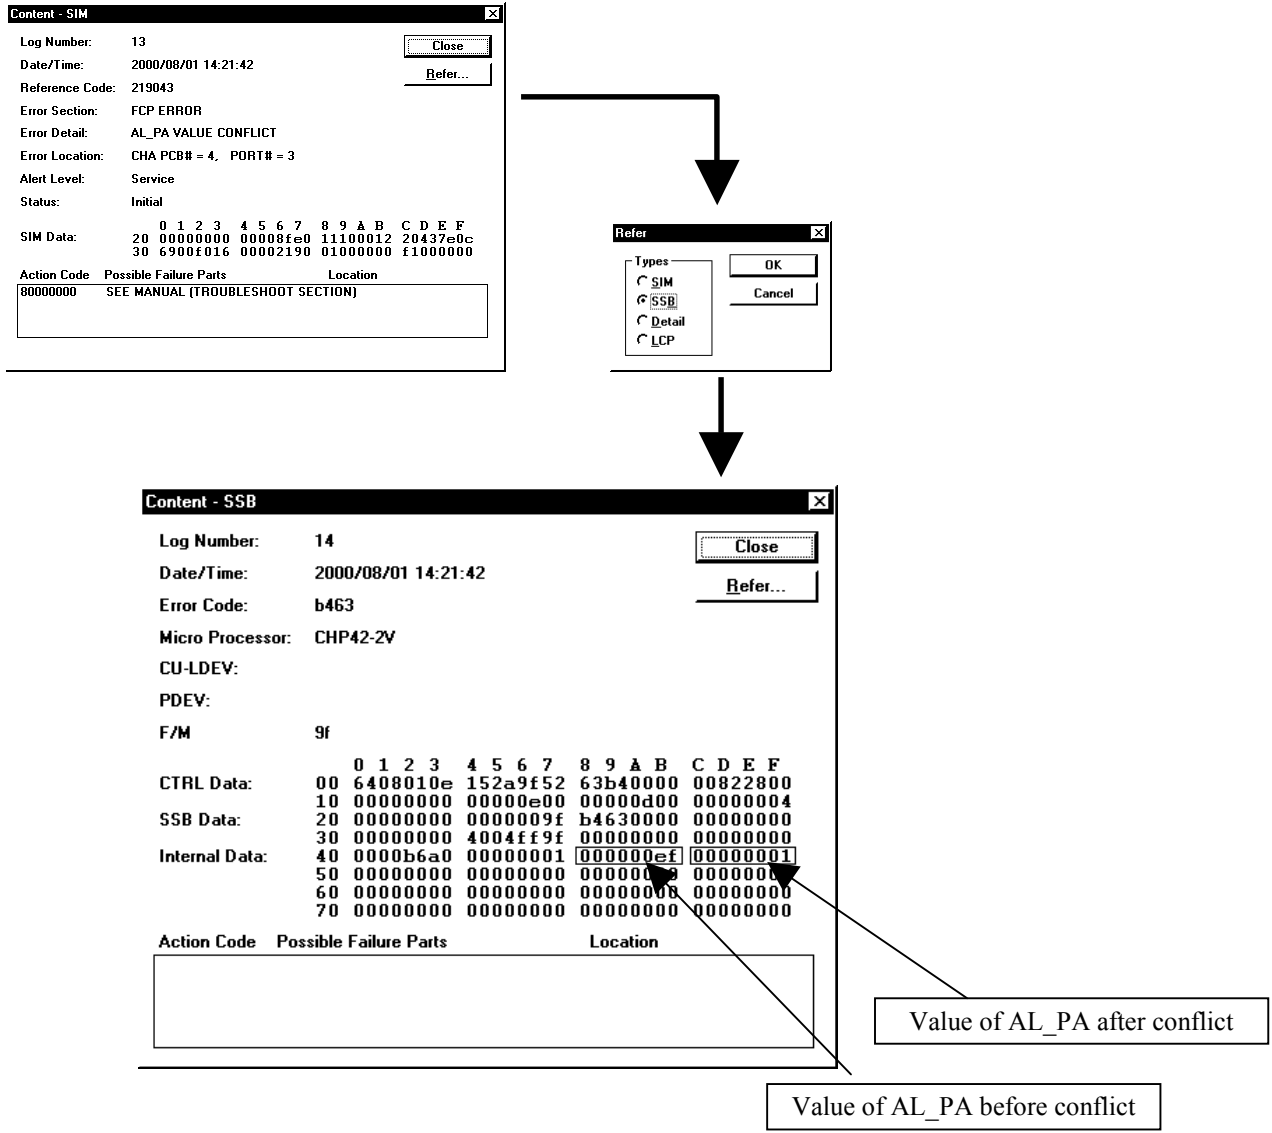 Content - SIM
Log Number: 13
Close
Date/Time: 2000/08/01 14:21:42
Refer...
Reference Code: 219043
Error Section: FCP ERROR
Error Detail: AL_PA VALUE CONFLICT
Error Location: CHA PCB# = 4, PORT# = 3
Alert Level: Service
Status: Initial
0 1 2 3 4 5 6 7 8 9 A B C D E F
SIM Data: 20 00000000 00008fe0 11100012 20437e0c
30 6900f016 00002190 01000000 f1000000
Action Code Possible Failure Parts Location
80000000 SEE MANUAL (TROUBLESHOOT SECTION)
Refer
Types
SIM
SSB
Detail
LCP
OK
Cancel
Content - SSB
Log Number: 14
Close
Date/Time: 2000/08/01 14:21:42
Refer...
Error Code: b463
Micro Processor: CHP42-2V
CU-LDEV:
PDEV:
F/M 9f
0 1 2 3 4 5 6 7 8 9 A B C D E F
CTRL Data: 00 6408010e 152a9f52 63b40000 00822800
10 00000000 00000e00 00000d00 00000004
SSB Data: 20 00000000 0000009f b4630000 00000000
30 00000000 4004ff9f 00000000 00000000
Internal Data: 40 0000b6a0 00000001 000000ef 00000001
50 00000000 00000000 00000000 00000000
60 00000000 00000000 00000000 00000000
70 00000000 00000000 00000000 00000000
Action Code Possible Failure Parts Location
Value of AL_PA after conflict
Value of AL_PA before conflict